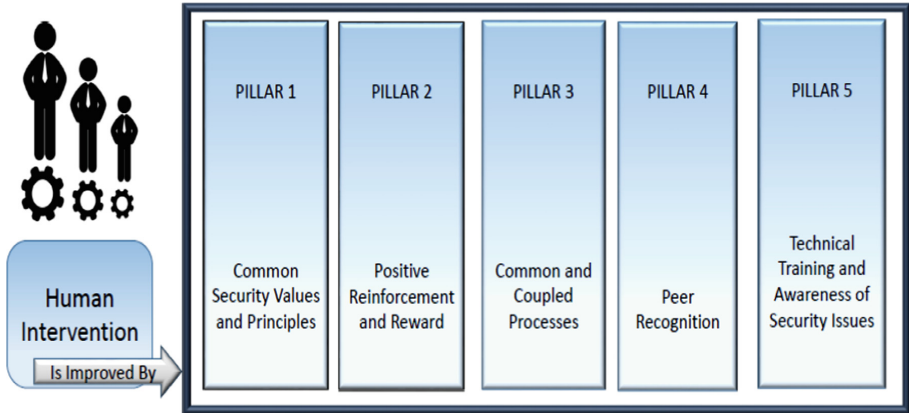 Human
Intervention
Is Improved By
PILLAR 1
Common
Security Values
and Principles
PILLAR 2
Positive
Reinforcement
and Reward
PILLAR 3
Common and
Coupled
Processes
PILLAR 4
Peer
Recognition
PILLAR 5
Technical
Training and
Awareness of
Security Issues